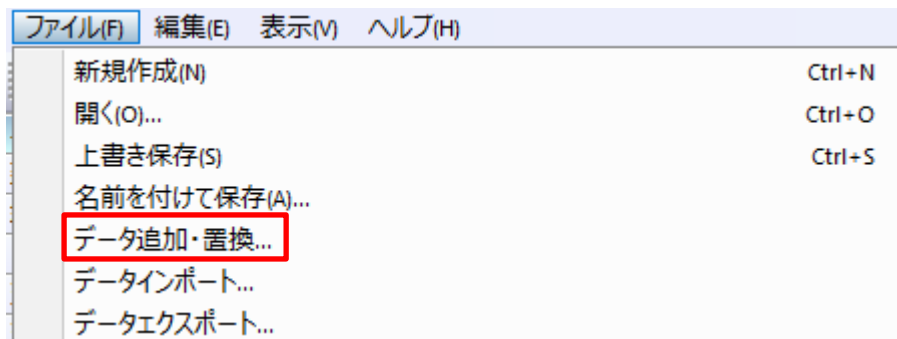 ファイル(F) 編集(E) 表示(V) ヘルプ(H)
新規作成(N) Ctrl+N
開く(O)... Ctrl+O
上書き保存(S) Ctrl+S
名前を付けて保存(A)...
データ追加・置換...
データインポート...
データエクスポート...